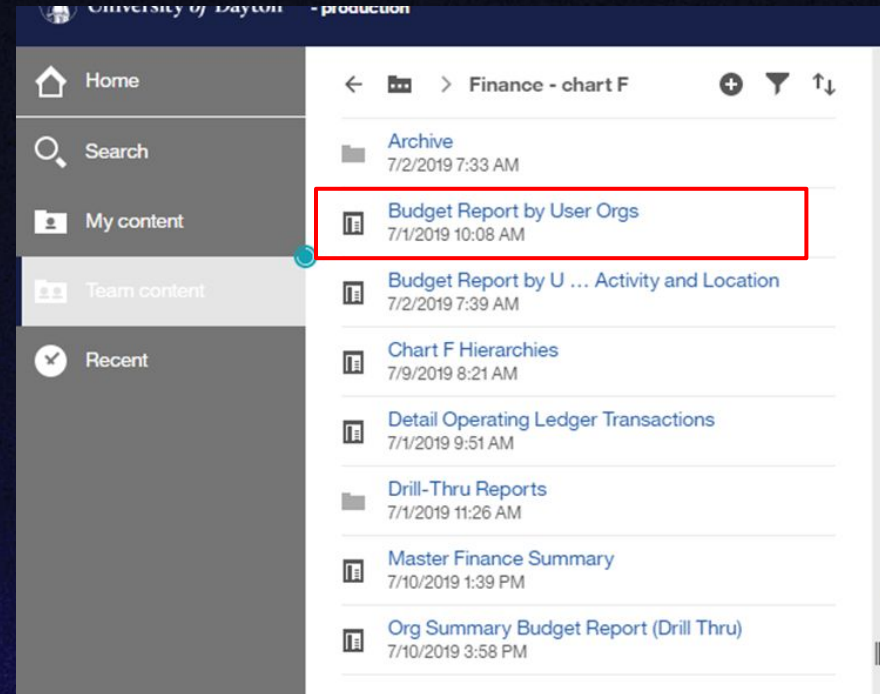 University of Dayton - production
Home
Search
My content
Team content
Recent
Finance - chart F
Archive
7/2/2019 7:33 AM
Budget Report by User Orgs
7/1/2019 10:08 AM
Budget Report by U ... Activity and Location
7/2/2019 7:39 AM
Chart F Hierarchies
7/9/2019 8:21 AM
Detail Operating Ledger Transactions
7/1/2019 9:51 AM
Drill-Thru Reports
7/1/2019 11:26 AM
Master Finance Summary
7/10/2019 1:39 PM
Org Summary Budget Report (Drill Thru)
7/10/2019 3:58 PM